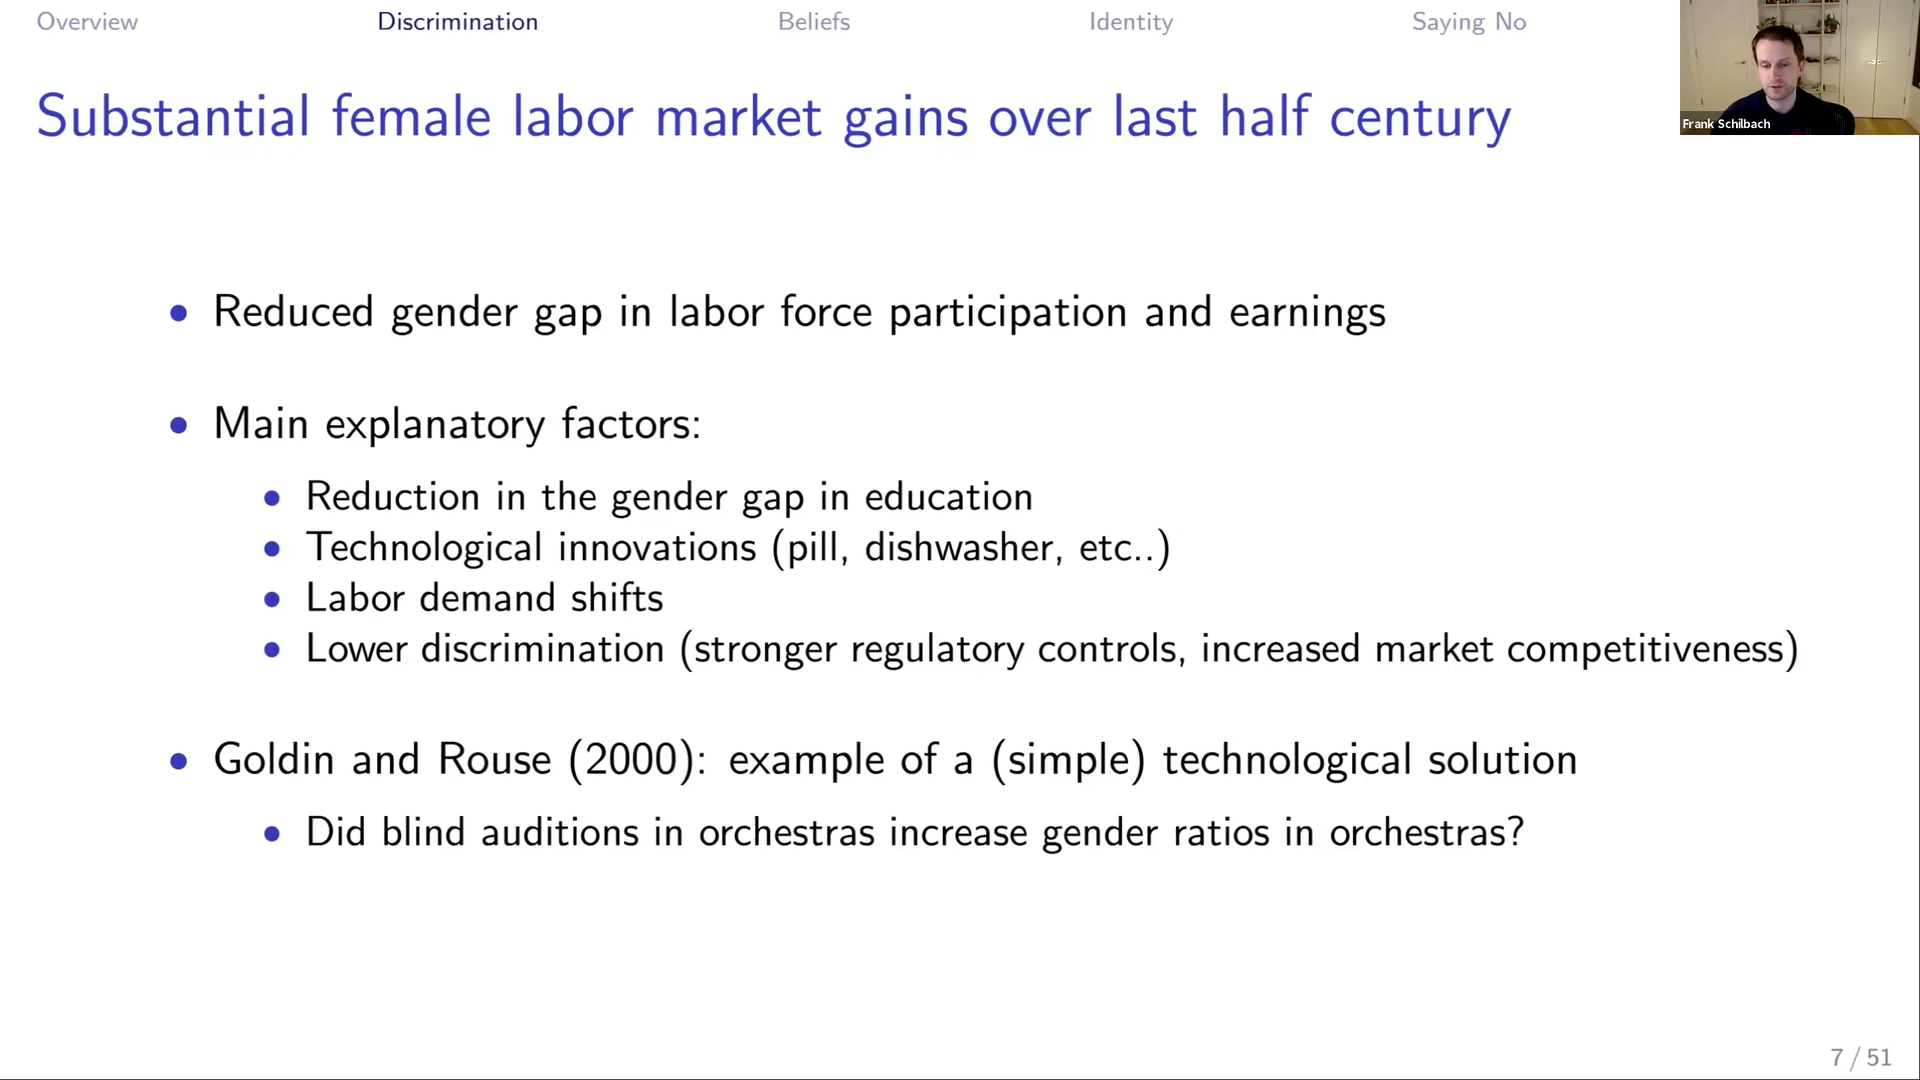 Overview Discrimination Beliefs Identity Saying No
Frank Schilbach
Substantial female labor market gains over last half century
• Reduced gender gap in labor force participation and earnings
• Main explanatory factors:
• Reduction in the gender gap in education
• Technological innovations (pill, dishwasher, etc..)
• Labor demand shifts
• Lower discrimination (stronger regulatory controls, increased market competitiveness)
• Goldin and Rouse (2000): example of a (simple) technological solution
• Did blind auditions in orchestras increase gender ratios in orchestras?
7 / 51